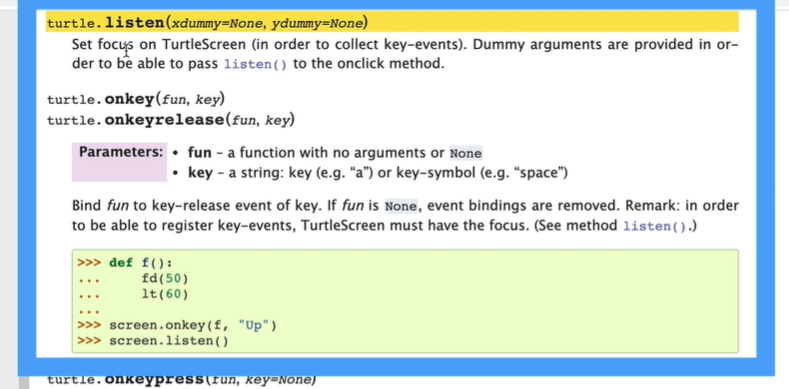 turtle.listen(xdummy=None, ydummy=None)
Set focus on TurtleScreen (in order to collect key-events). Dummy arguments are provided in or-
der to be able to pass listen() to the onclick method.
turtle.onkey(fun, key)
turtle.onkeyrelease(fun, key)
Parameters: • fun – a function with no arguments or None
• key – a string: key (e.g. “a”) or key-symbol (e.g. “space”)
Bind fun to key-release event of key. If fun is None, event bindings are removed. Remark: in order
to be able to register key-events, TurtleScreen must have the focus. (See method listen().)
>>> def f():
... fd(50)
... lt(60)
...
>>> screen.onkey(f, "Up")
>>> screen.listen()
turtle.onkeypress(fun, key=None)